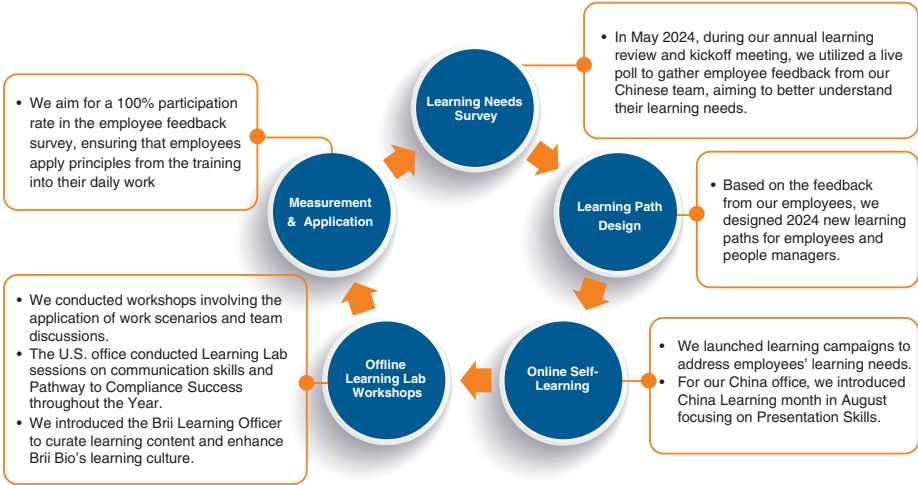 Learning Needs
Survey
• In May 2024, during our annual learning
review and kickoff meeting, we utilized a live
poll to gather employee feedback from our
Chinese team, aiming to better understand
their learning needs.
Learning Path
Design
• Based on the feedback
from our employees, we
designed 2024 new learning
paths for employees and
people managers.
Online Self-
Learning
• We launched learning campaigns to
address employees’ learning needs.
• For our China office, we introduced
China Learning month in August
focusing on Presentation Skills.
Offline
Learning Lab
Workshops
• We conducted workshops involving the
application of work scenarios and team
discussions.
• The U.S. office conducted Learning Lab
sessions on communication skills and
Pathway to Compliance Success
throughout the Year.
• We introduced the Brii Learning Officer
to curate learning content and enhance
Brii Bio’s learning culture.
Measurement
& Application
• We aim for a 100% participation
rate in the employee feedback
survey, ensuring that employees
apply principles from the training
into their daily work